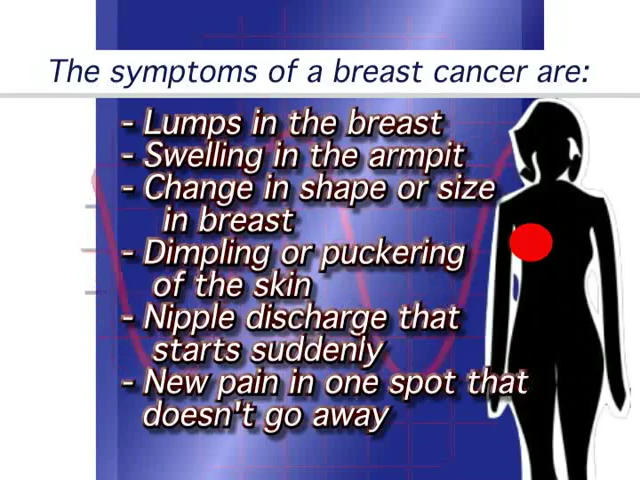 The symptoms of a breast cancer are:
- Lumps in the breast
- Swelling in the armpit
- Change in shape or size
in breast
- Dimpling or puckering
of the skin
- Nipple discharge that
starts suddenly
- New pain in one spot that
doesn't go away